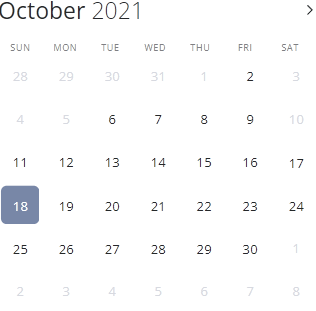 October 2021
SUN MON TUE WED THU FRI SAT
28 29 30 31 1 2 3
4 5 6 7 8 9 10
11 12 13 14 15 16 17
18 19 20 21 22 23 24
25 26 27 28 29 30 1
2 3 4 5 6 7 8